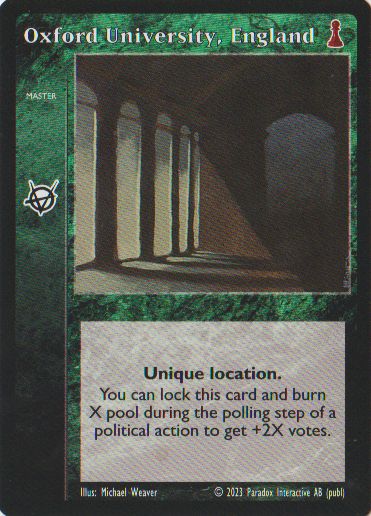 Oxford University, England
MASTER
Unique location.
You can lock this card and burn
X pool during the polling step of a
political action to get +2X votes.
Illus: Michael Weaver © 2023 Paradox Interactive AB (publ)